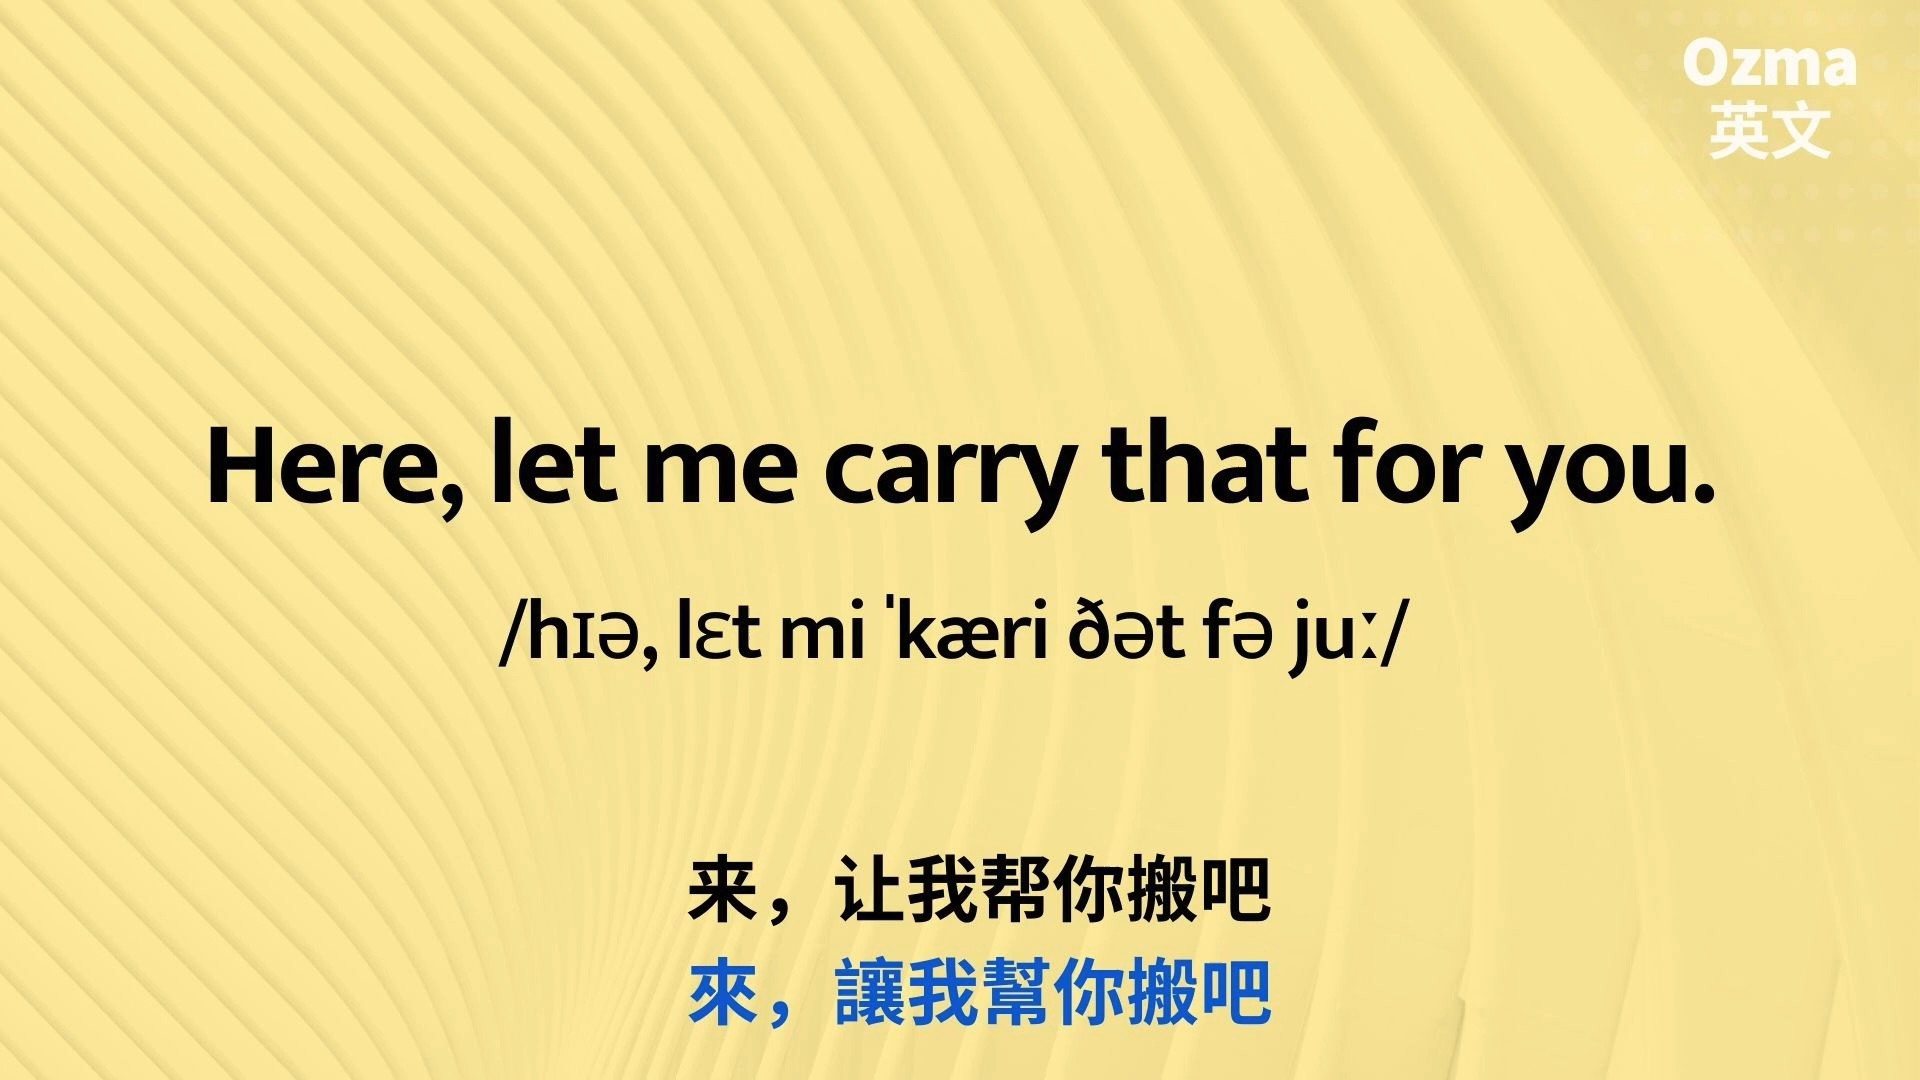 Ozma
英文
Here, let me carry that for you.
/hɪə, lɛt mi ˈkæri ðət fə juː/
来，让我帮你搬吧
來，讓我幫你搬吧